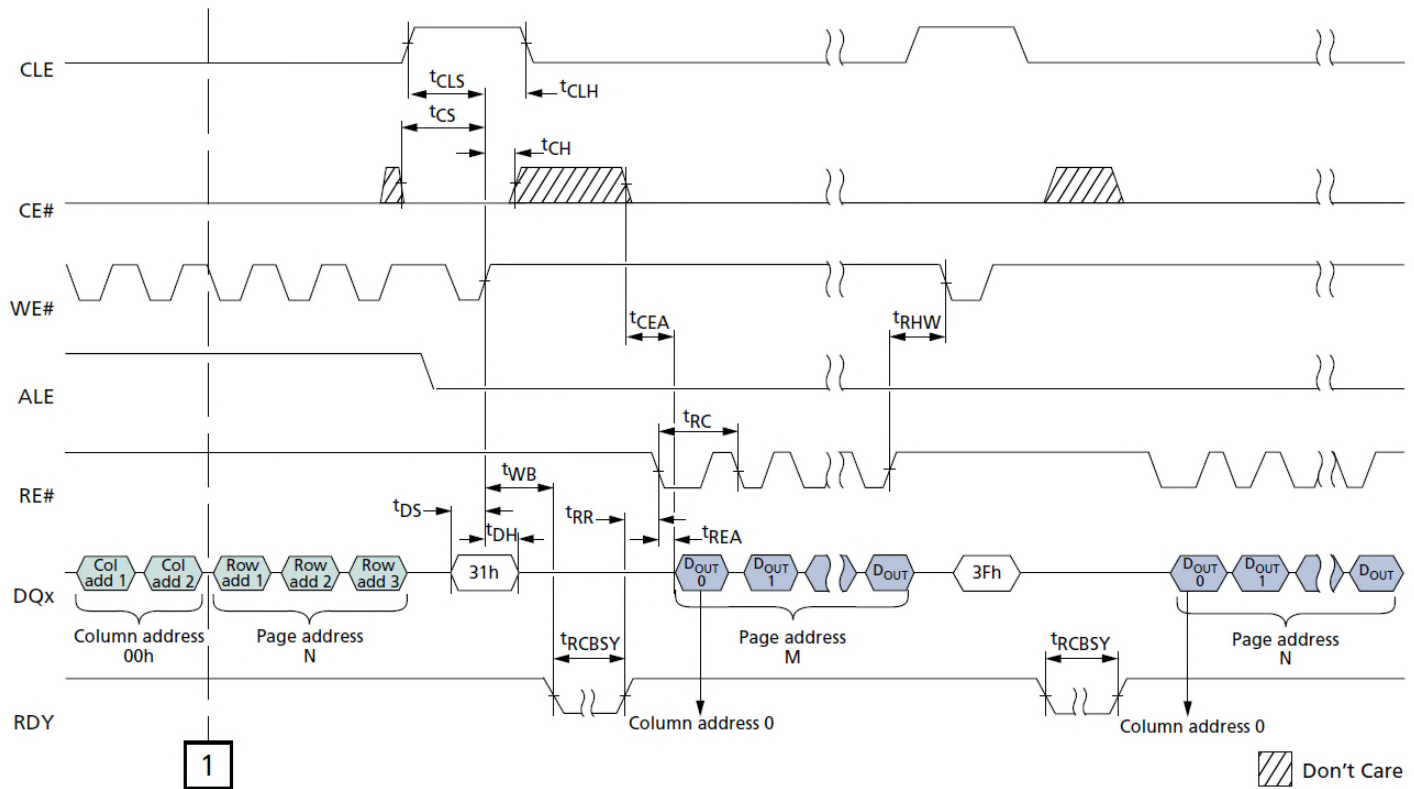 CLE
tCLS
tCLH
tCS
tCH
CE#
WE#
tCEA
tRHW
ALE
tRC
RE#
tWB
tDS
tRR
tDH
tREA
DQx
Col
add 1
Col
add 2
Row
add 1
Row
add 2
Row
add 3
31h
DOUT
0
DOUT
1
DOUT
3Fh
DOUT
0
DOUT
1
DOUT
Column address
00h
Page address
N
tRCBSY
Page address
M
tRCBSY
Page address
N
RDY
Column address 0
Column address 0
1
Don't Care